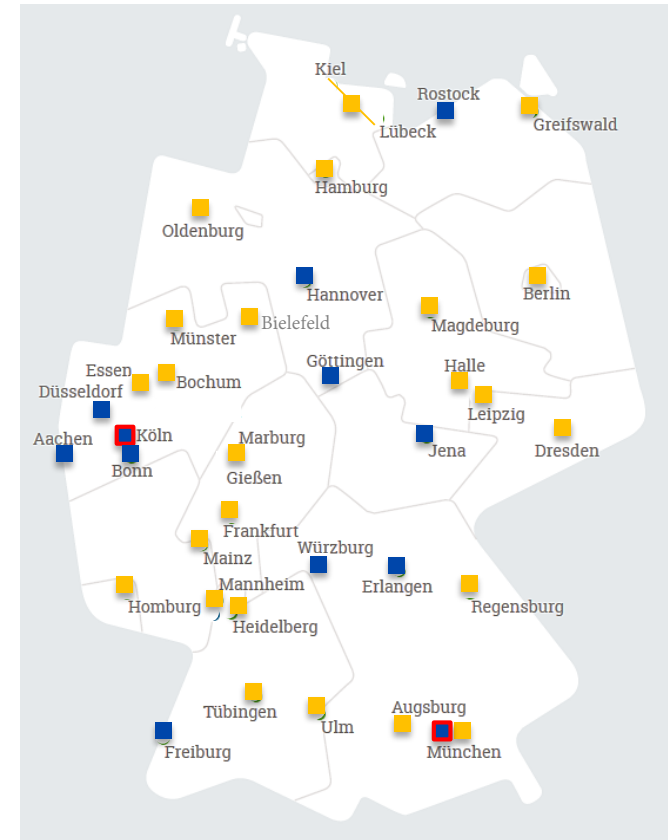 Kiel
Rostock
Lübeck
Greifswald
Hamburg
Oldenburg
Hannover
Berlin
Bielefeld
Magdeburg
Münster
Göttingen
Halle
Essen
Bochum
Düsseldorf
Leipzig
Köln
Marburg
Aachen
Jena
Dresden
Bonn
Gießen
Frankfurt
Würzburg
Mainz
Mannheim
Erlangen
Homburg
Regensburg
Heidelberg
Augsburg
Tübingen
Ulm
Freiburg
München